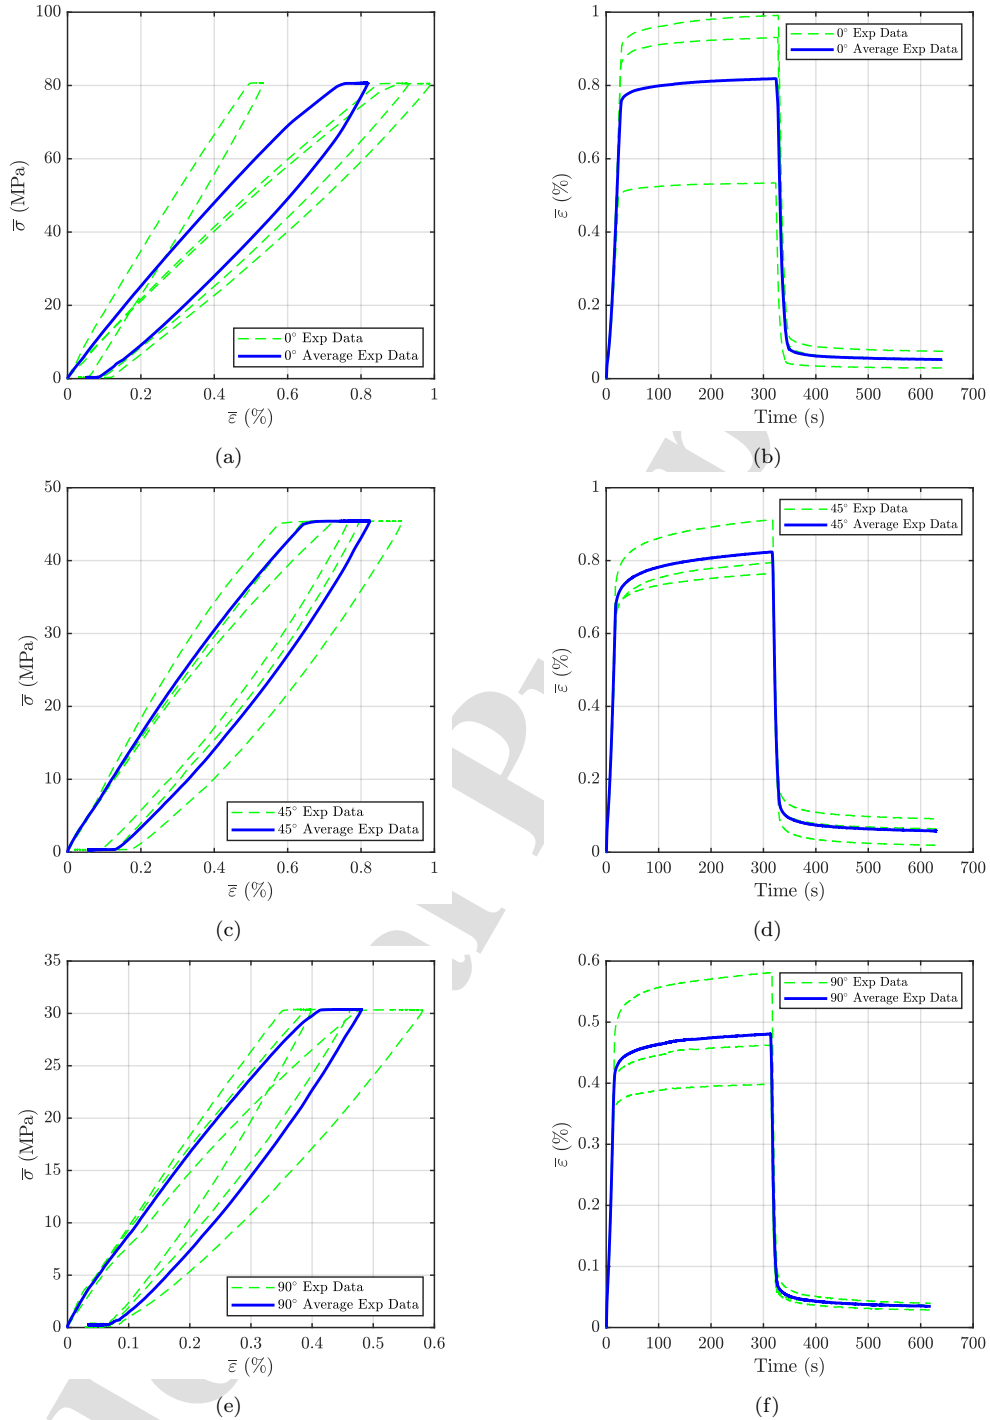 100
80
60
40
20
0
σ̅ (MPa)
0° Exp Data
0° Average Exp Data
0 0.2 0.4 0.6 0.8 1
ε̅ (%)
(a)
1
0.8
0.6
0.4
0.2
0
ε̅ (%)
0° Exp Data
0° Average Exp Data
0 100 200 300 400 500 600 700
Time (s)
(b)
50
40
30
20
10
0
σ̅ (MPa)
45° Exp Data
45° Average Exp Data
0 0.2 0.4 0.6 0.8 1
ε̅ (%)
(c)
1
0.8
0.6
0.4
0.2
0
ε̅ (%)
45° Exp Data
45° Average Exp Data
0 100 200 300 400 500 600 700
Time (s)
(d)
35
30
25
20
15
10
5
0
σ̅ (MPa)
90° Exp Data
90° Average Exp Data
0 0.1 0.2 0.3 0.4 0.5 0.6
ε̅ (%)
(e)
0.6
0.5
0.4
0.3
0.2
0.1
0
ε̅ (%)
90° Exp Data
90° Average Exp Data
0 100 200 300 400 500 600 700
Time (s)
(f)